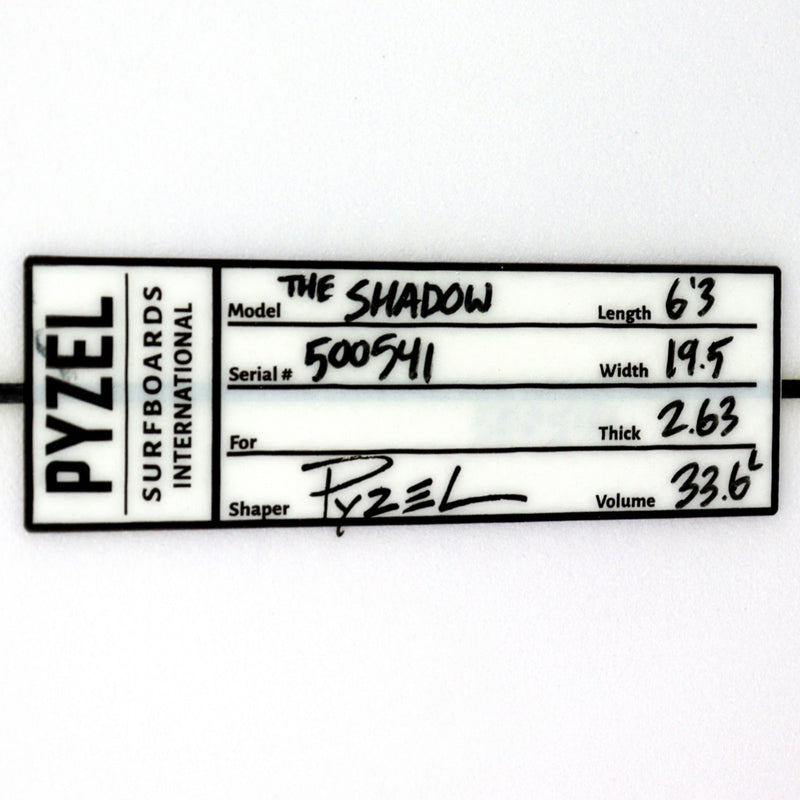 PYZEL
SURFBOARDS
INTERNATIONAL
Model THE SHADOW Length 6'3
Serial # 500541 Width 19.5
For Thick 2.63
Shaper PYZEL Volume 33.6L